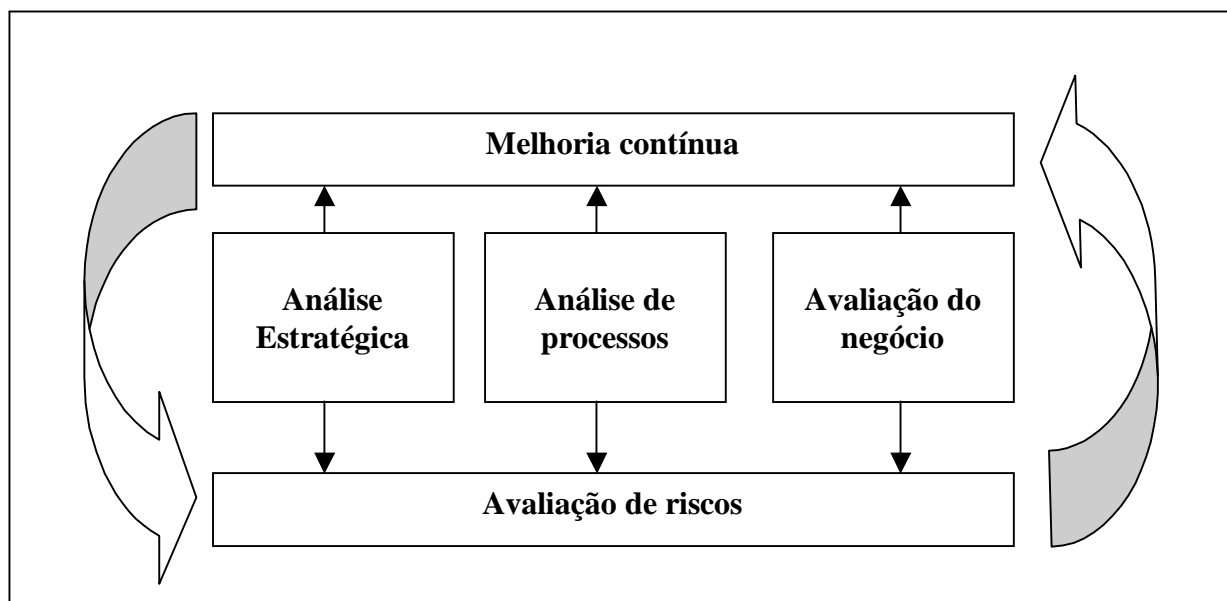 Melhoria contínua
Análise
Estratégica
Análise de
processos
Avaliação do
negócio
Avaliação de riscos